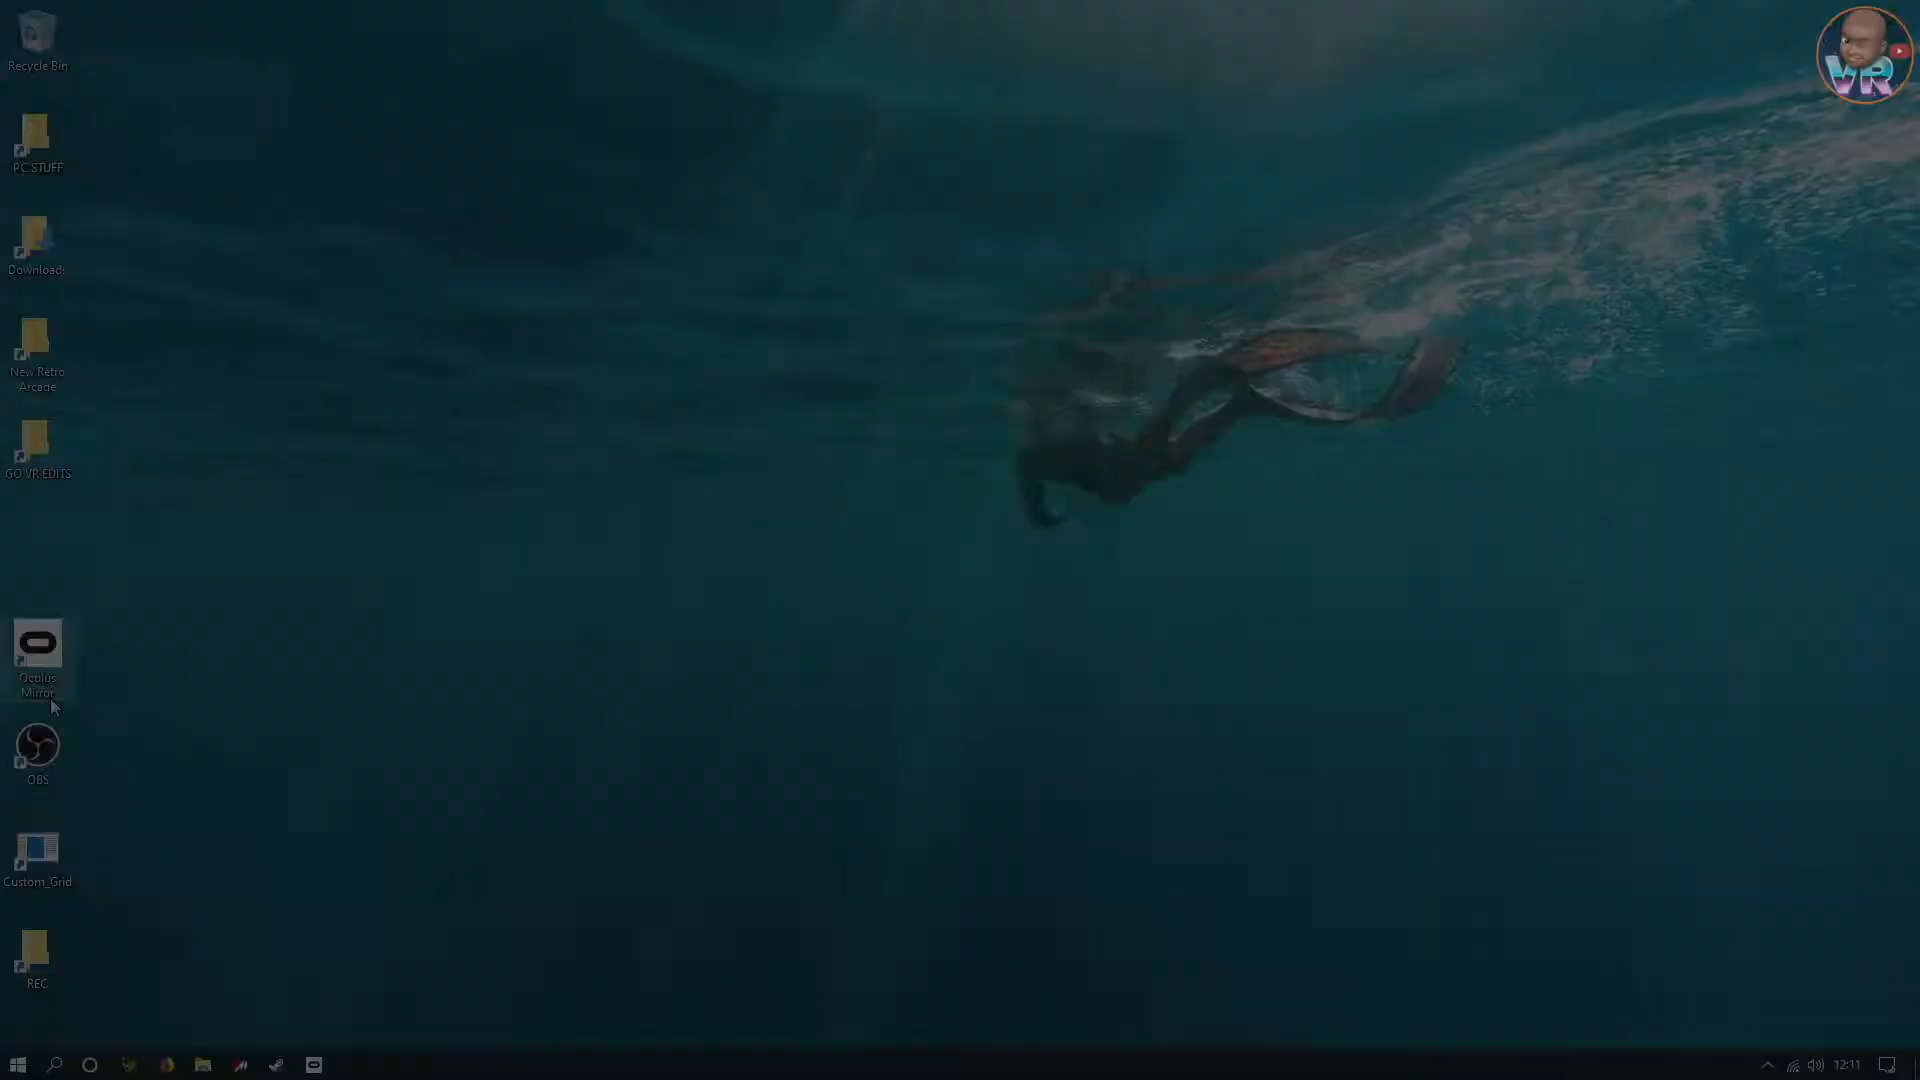 Recycle Bin
VR
PC STUFF
Downloads
New Retro
Arcade
GO VR EDITS
Oculus
Mirror
OBS
Custom_Grid
REC
12:11